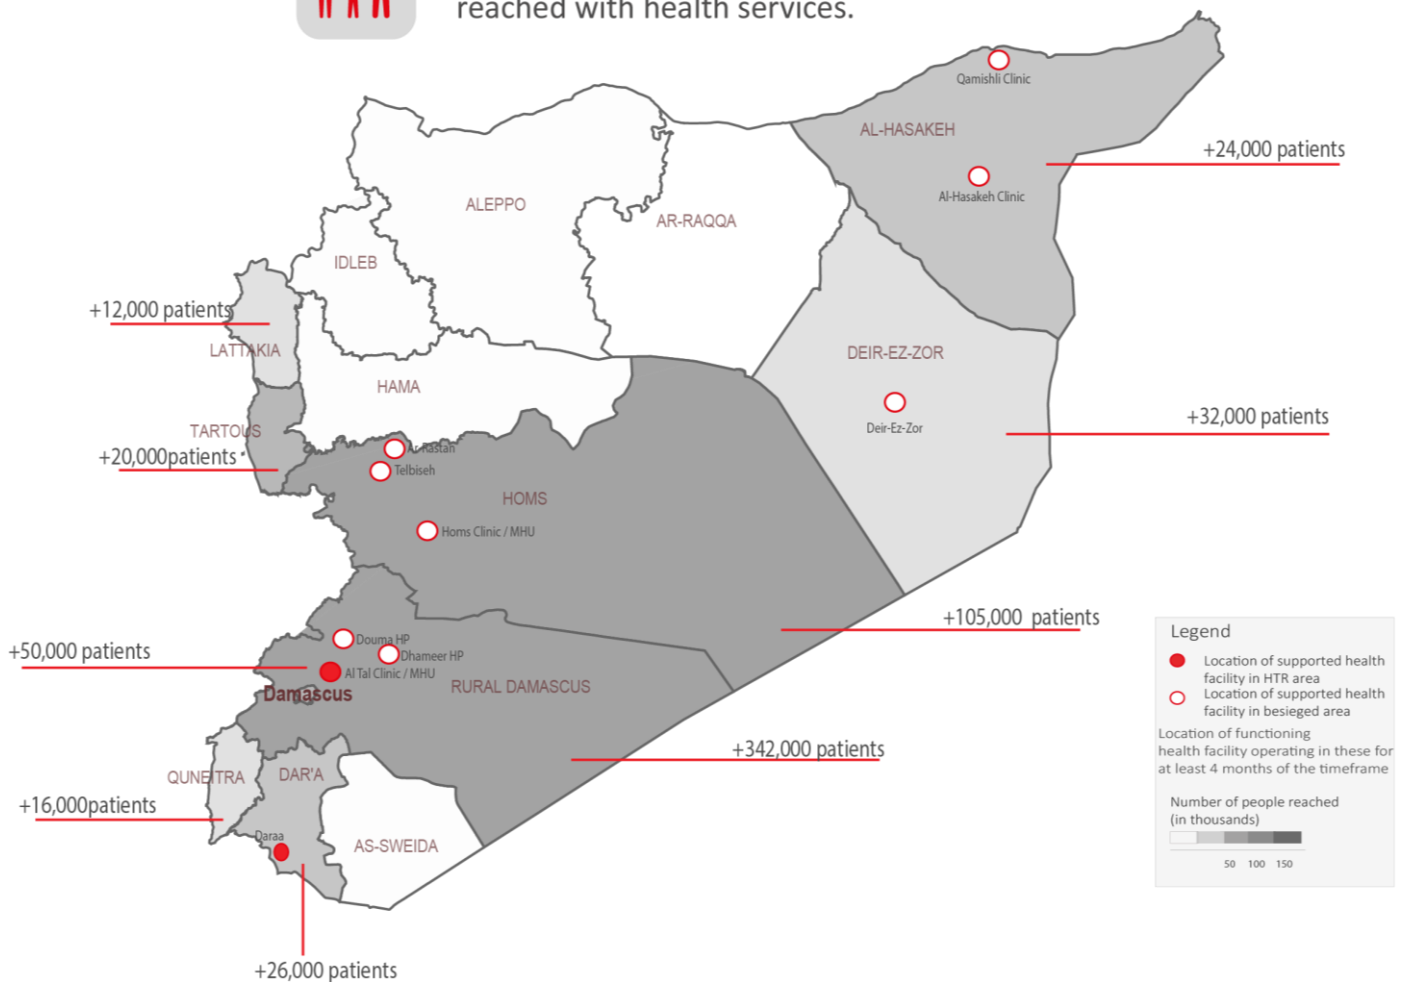 reached with health services.
Qamishli Clinic
AL-HASAKEH
+24,000 patients
Al-Hasakeh Clinic
ALEPPO
AR-RAQQA
IDLEB
+12,000 patients
LATTAKIA
DEIR-EZ-ZOR
HAMA
Deir-Ez-Zor
+32,000 patients
TARTOUS
+20,000patients
Ar-Rastan
Telbiseh
HOMS
Homs Clinic / MHU
+105,000 patients
Douma HP
+50,000 patients
Dhameer HP
Al Tal Clinic / MHU
RURAL DAMASCUS
Damascus
+342,000 patients
QUNEITRA
DAR'A
+16,000patients
Daraa
AS-SWEIDA
+26,000 patients
Legend
Location of supported health
facility in HTR area
Location of supported health
facility in besieged area
Location of functioning
health facility operating in these for
at least 4 months of the timeframe
Number of people reached
(in thousands)
50 100 150